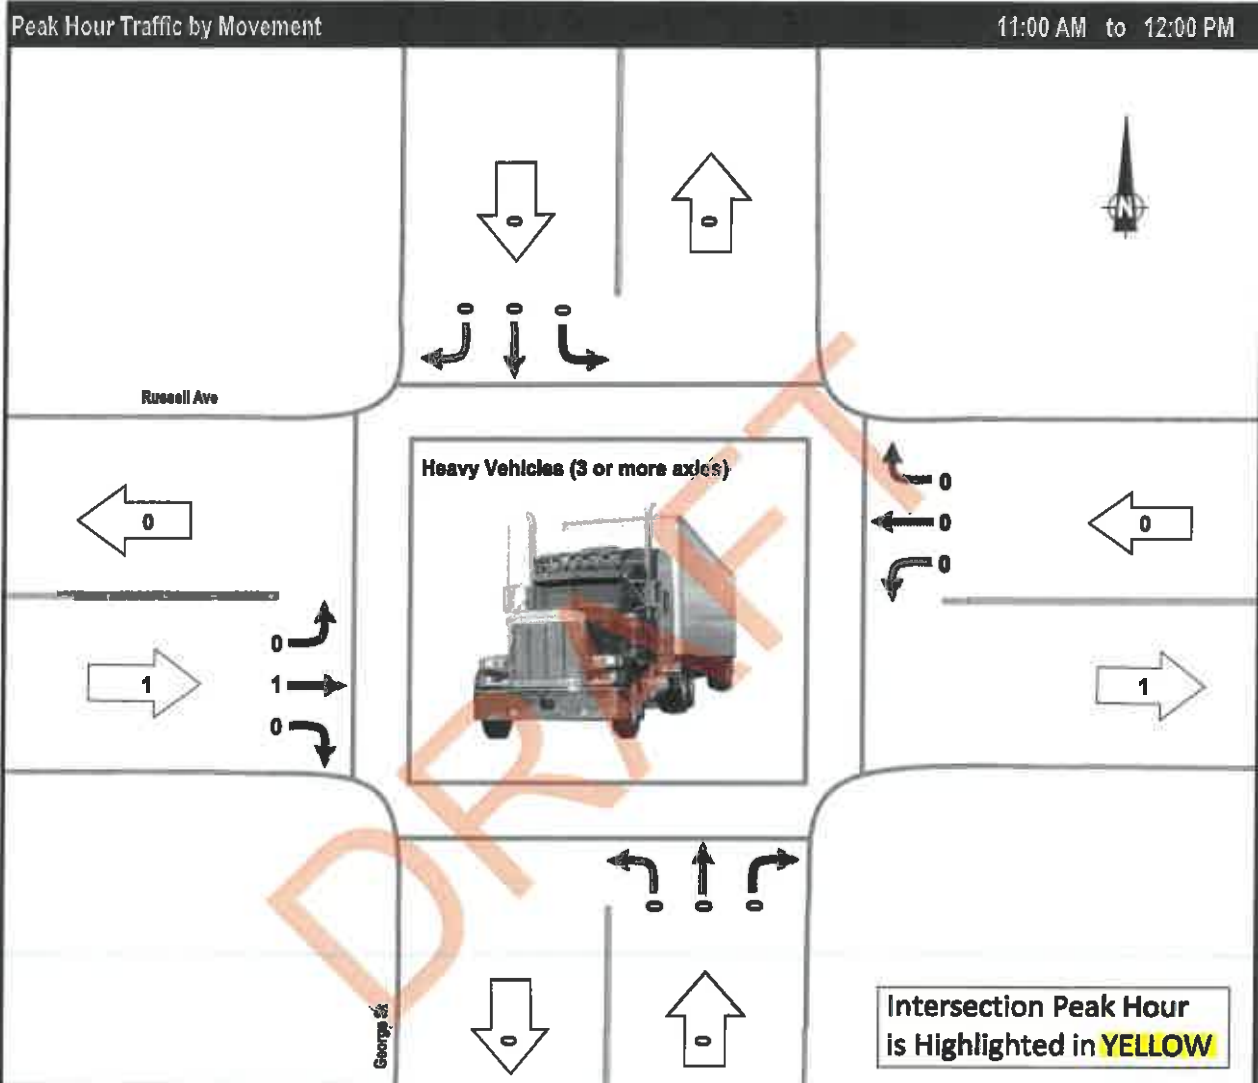 Peak Hour Traffic by Movement 11:00 AM to 12:00 PM
N
0 0
0 0 0
Russell Ave
Heavy Vehicles (3 or more axles)
0
0 0 0
0
0
0
1 1 1
0
DRAFT
0 0 0
George St
0 0
Intersection Peak Hour
is Highlighted in YELLOW